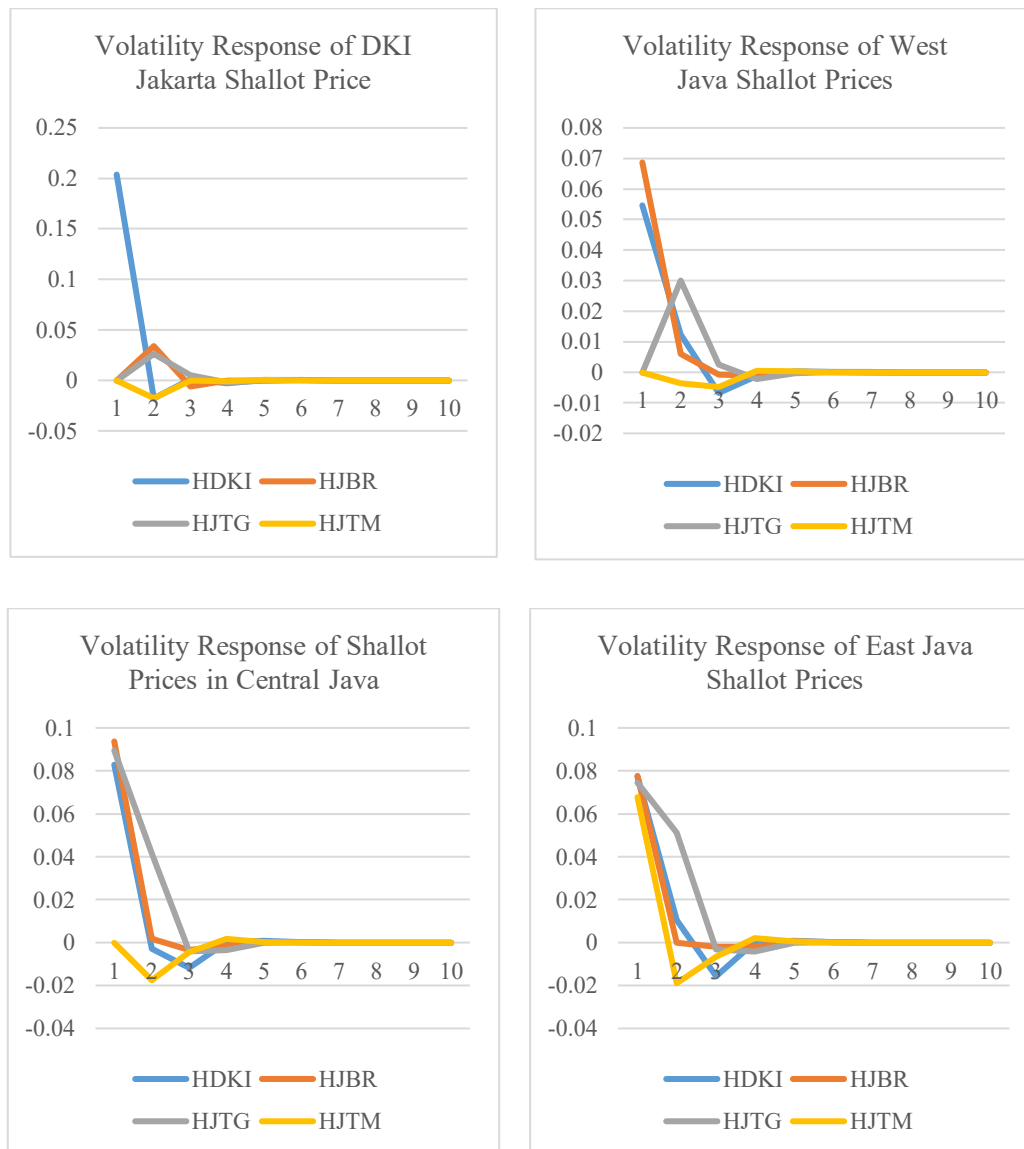 Volatility Response of DKI
Jakarta Shallot Price
0.25
0.2
0.15
0.1
0.05
0
-0.05
1 2 3 4 5 6 7 8 9 10
HDKI HJBR
HJTG HJTM
Volatility Response of West
Java Shallot Prices
0.08
0.07
0.06
0.05
0.04
0.03
0.02
0.01
0
-0.01
-0.02
1 2 3 4 5 6 7 8 9 10
HDKI HJBR
HJTG HJTM
Volatility Response of Shallot
Prices in Central Java
0.1
0.08
0.06
0.04
0.02
0
-0.02
-0.04
1 2 3 4 5 6 7 8 9 10
HDKI HJBR
HJTG HJTM
Volatility Response of East Java
Shallot Prices
0.1
0.08
0.06
0.04
0.02
0
-0.02
-0.04
1 2 3 4 5 6 7 8 9 10
HDKI HJBR
HJTG HJTM